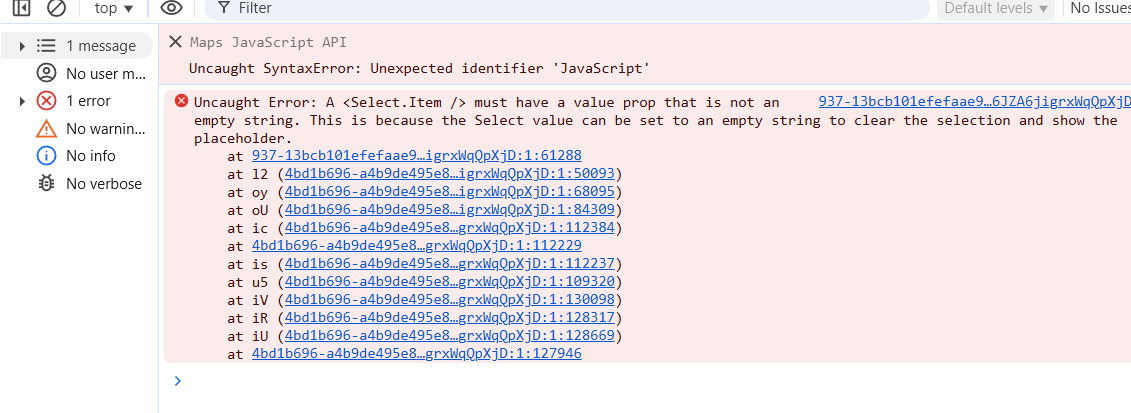 top ▼
Filter
Default levels ▼
No Issues
1 message
No user m...
1 error
No warnin...
No info
No verbose
Maps JavaScript API
Uncaught SyntaxError: Unexpected identifier 'JavaScript'
Uncaught Error: A <Select.Item /> must have a value prop that is not an 937-13bcb101efefaae9…6JZA6jigrxWqQpXjD
empty string. This is because the Select value can be set to an empty string to clear the selection and show the
placeholder.
at 937-13bcb101efefaae9…igrxWqQpXjD:1:61288
at l2 (4bd1b696-a4b9de495e8…igrxWqQpXjD:1:50093)
at oy (4bd1b696-a4b9de495e8…igrxWqQpXjD:1:68095)
at oU (4bd1b696-a4b9de495e8…igrxWqQpXjD:1:84309)
at ic (4bd1b696-a4b9de495e8…grxWqQpXjD:1:112384)
at 4bd1b696-a4b9de495e8…grxWqQpXjD:1:112229
at is (4bd1b696-a4b9de495e8…grxWqQpXjD:1:112237)
at u5 (4bd1b696-a4b9de495e8…grxWqQpXjD:1:109320)
at iV (4bd1b696-a4b9de495e8…grxWqQpXjD:1:130098)
at iR (4bd1b696-a4b9de495e8…grxWqQpXjD:1:128317)
at iU (4bd1b696-a4b9de495e8…grxWqQpXjD:1:128669)
at 4bd1b696-a4b9de495e8…grxWqQpXjD:1:127946